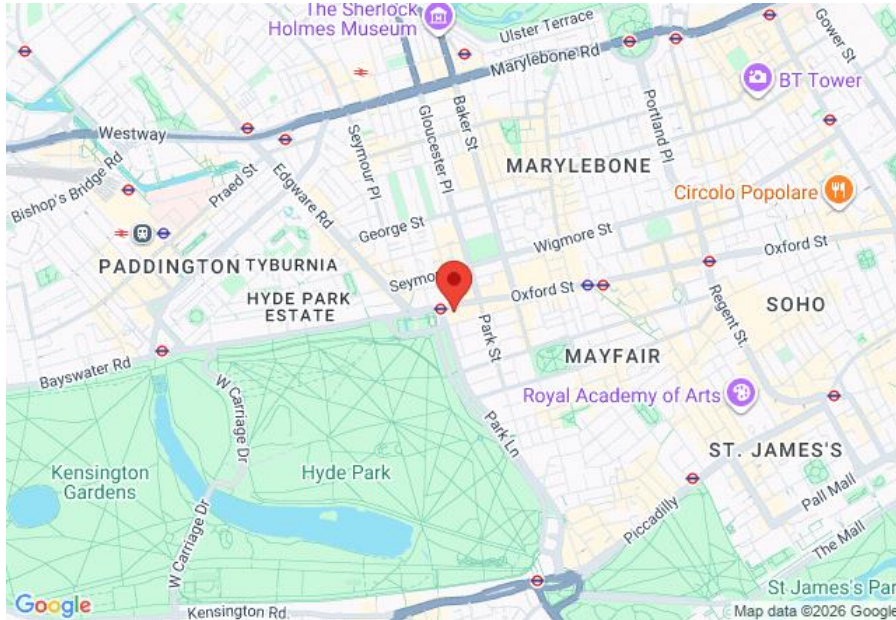 The Sherlock
Holmes Museum
Ulster Terrace
Gower St
Marylebone Rd
BT Tower
Westway
Baker St
Gloucester Pl
Portland Pl
Seymour Pl
MARYLEBONE
Bishop's Bridge Rd
Praed St
Edgware Rd
Circolo Popolare
George St
Wigmore St
Oxford St
PADDINGTON
TYBURNIA
Oxford St
HYDE PARK
ESTATE
Regent St.
SOHO
Park St
MAYFAIR
Bayswater Rd
W Carriage Dr
Royal Academy of Arts
Park Ln
ST. JAMES'S
Kensington
Gardens
Hyde Park
Pall Mall
Piccadilly
W Carriage Dr
The Mall
St James's Par
Google
Kensington Rd.
Map data ©2026 Google